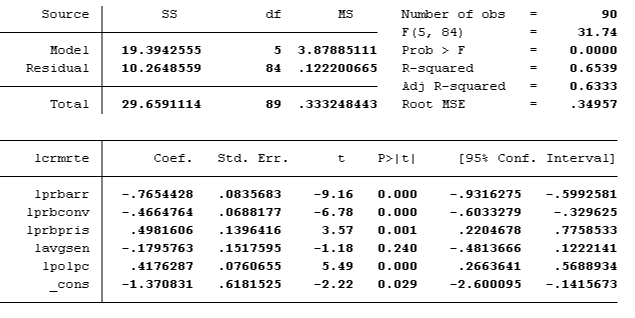 Source SS df MS Number of obs = 90
F(5, 84) = 31.74
Model 19.3942555 5 3.87885111 Prob > F = 0.0000
Residual 10.2648559 84 .122200665 R-squared = 0.6539
Adj R-squared = 0.6333
Total 29.6591114 89 .333248443 Root MSE = .34957
lcrmrte Coef. Std. Err. t P>|t| [95% Conf. Interval]
lprbarr -.7654428 .0835683 -9.16 0.000 -.9316275 -.5992581
lprbconv -.4664764 .0688177 -6.78 0.000 -.6033279 -.329625
lprbpris .4981606 .1396416 3.57 0.001 .2204678 .7758533
lavgsen -.1795763 .1517595 -1.18 0.240 -.4813666 .1222141
lpolpc .4176287 .0760655 5.49 0.000 .2663641 .5688934
_cons -1.370831 .6181525 -2.22 0.029 -2.600095 -.1415673